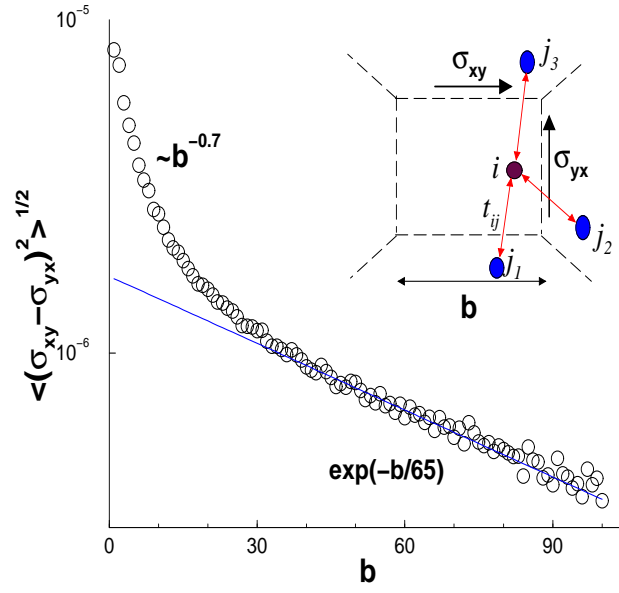 10⁻⁵
j₃
σxy
~b⁻⁰·⁷
i
σyx
tij
j₂
j₁
b
<(σxy−σyx)²>¹/²
10⁻⁶
exp(−b/65)
0
30
60
90
b